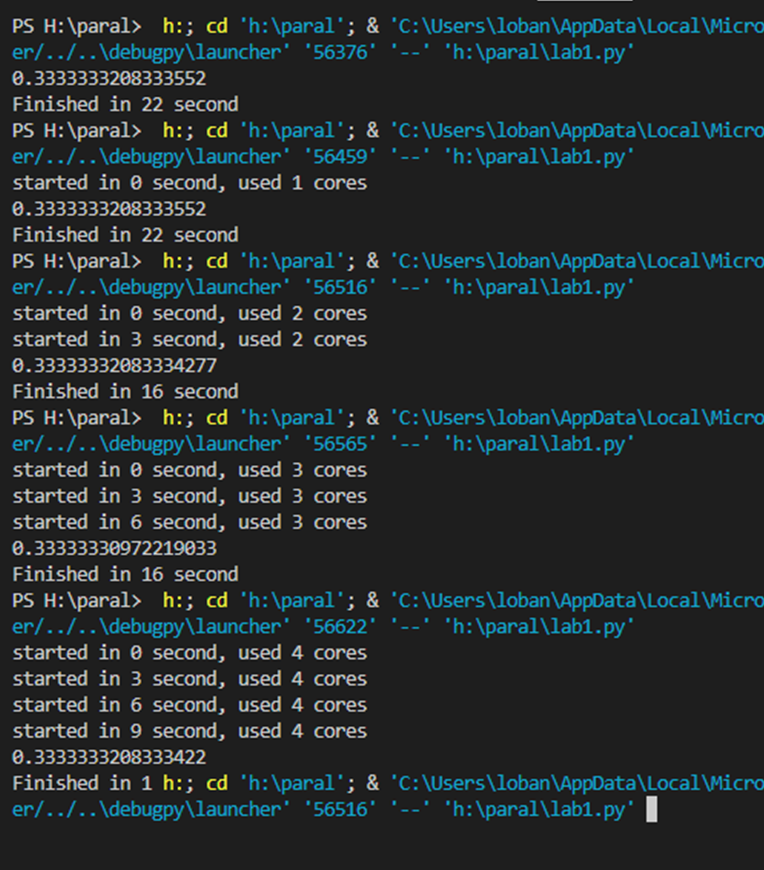 PS H:\paral>  h:; cd 'h:\paral'; & 'C:\Users\loban\AppData\Local\Micro
er/../..\debugpy\launcher' '56376' '--' 'h:\paral\lab1.py'
0.3333333208333552
Finished in 22 second
PS H:\paral>  h:; cd 'h:\paral'; & 'C:\Users\loban\AppData\Local\Micro
er/../..\debugpy\launcher' '56459' '--' 'h:\paral\lab1.py'
started in 0 second, used 1 cores
0.3333333208333552
Finished in 22 second
PS H:\paral>  h:; cd 'h:\paral'; & 'C:\Users\loban\AppData\Local\Micro
er/../..\debugpy\launcher' '56516' '--' 'h:\paral\lab1.py'
started in 0 second, used 2 cores
started in 3 second, used 2 cores
0.33333332083334277
Finished in 16 second
PS H:\paral>  h:; cd 'h:\paral'; & 'C:\Users\loban\AppData\Local\Micro
er/../..\debugpy\launcher' '56565' '--' 'h:\paral\lab1.py'
started in 0 second, used 3 cores
started in 3 second, used 3 cores
started in 6 second, used 3 cores
0.33333330972219033
Finished in 16 second
PS H:\paral>  h:; cd 'h:\paral'; & 'C:\Users\loban\AppData\Local\Micro
er/../..\debugpy\launcher' '56622' '--' 'h:\paral\lab1.py'
started in 0 second, used 4 cores
started in 3 second, used 4 cores
started in 6 second, used 4 cores
started in 9 second, used 4 cores
0.3333333208333422
Finished in 1 h:; cd 'h:\paral'; & 'C:\Users\loban\AppData\Local\Micro
er/../..\debugpy\launcher' '56516' '--' 'h:\paral\lab1.py'